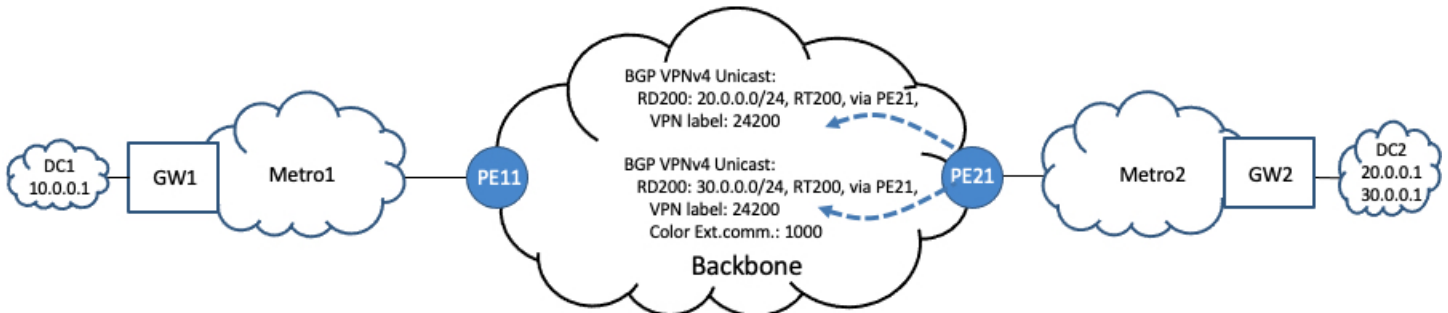 DC1
10.0.0.1
GW1
Metro1
PE11
BGP VPNv4 Unicast:
RD200: 20.0.0.0/24, RT200, via PE21,
VPN label: 24200
BGP VPNv4 Unicast:
RD200: 30.0.0.0/24, RT200, via PE21,
VPN label: 24200
Color Ext.comm.: 1000
Backbone
PE21
Metro2
GW2
DC2
20.0.0.1
30.0.0.1